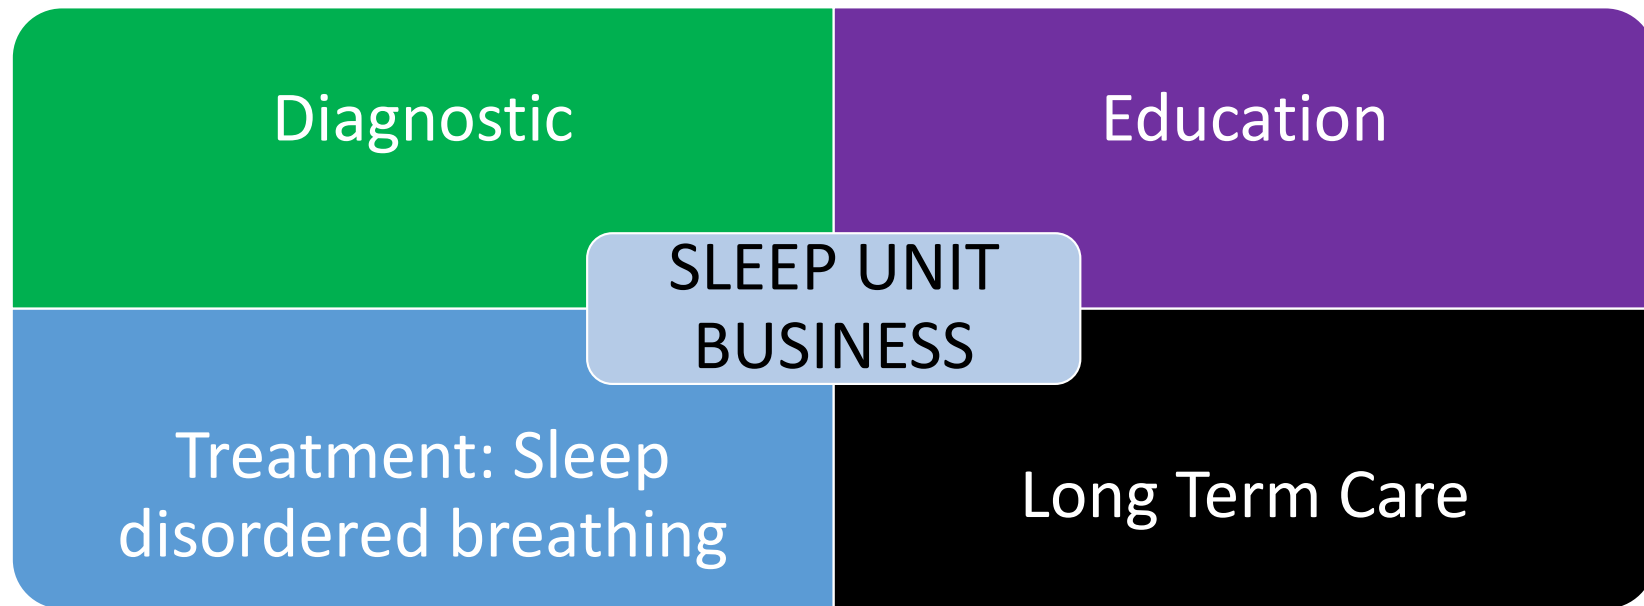 Diagnostic
Education
SLEEP UNIT
BUSINESS
Treatment: Sleep
disordered breathing
Long Term Care